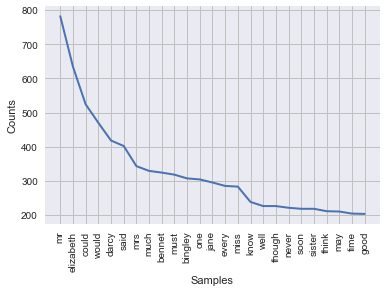 800
700
600
500
400
300
200
Counts
mr
elizabeth
could
would
darcy
said
mrs
much
bennet
must
bingley
one
jane
every
miss
know
well
though
never
soon
sister
think
may
time
good
Samples